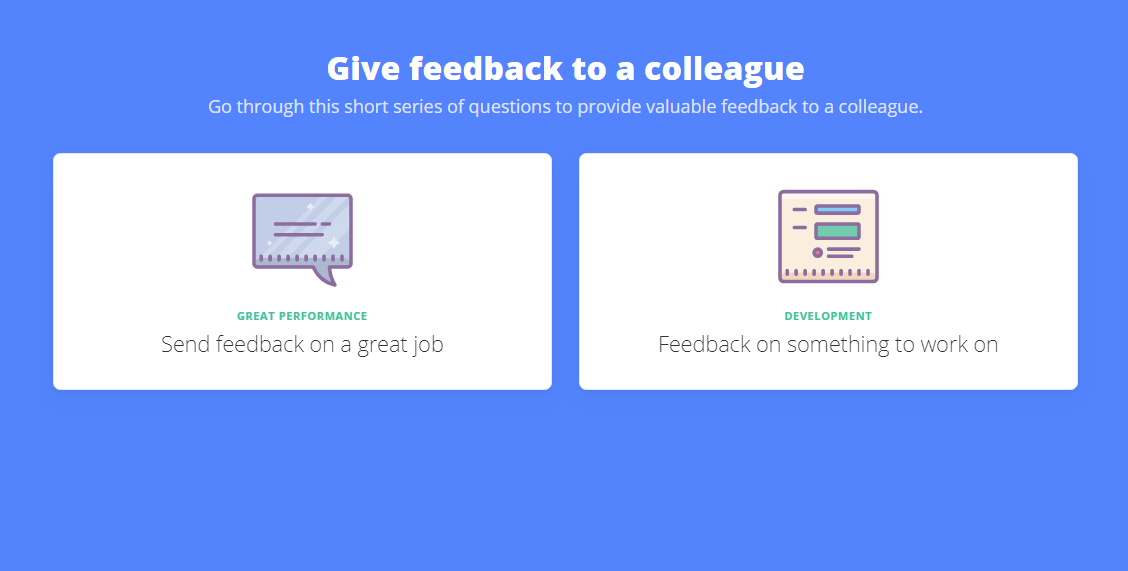 Give feedback to a colleague
Go through this short series of questions to provide valuable feedback to a colleague.
GREAT PERFORMANCE
Send feedback on a great job
DEVELOPMENT
Feedback on something to work on